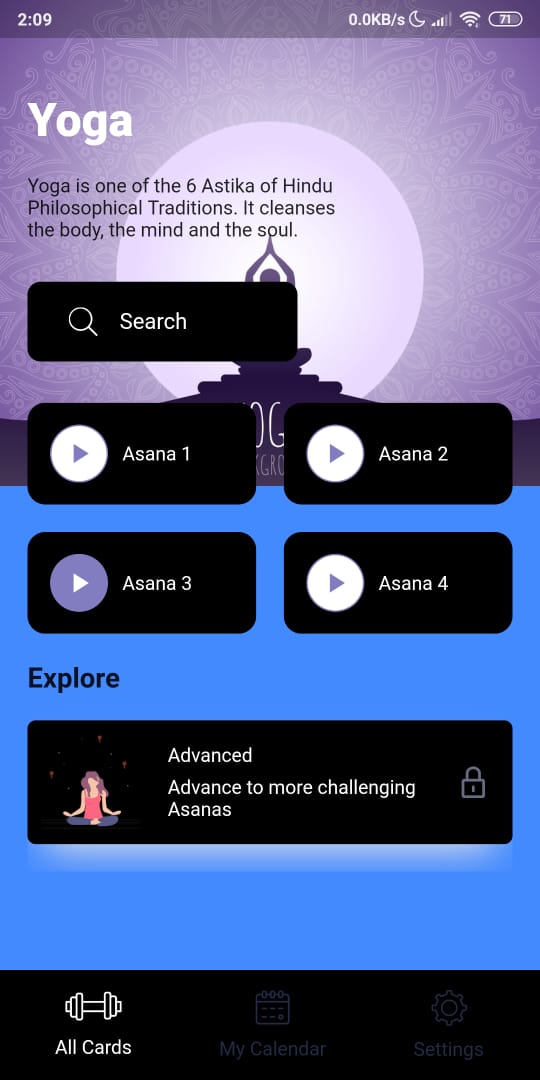 2:09 0.0KB/s 71
Yoga
Yoga is one of the 6 Astika of Hindu
Philosophical Traditions. It cleanses
the body, the mind and the soul.
Search
Asana 1
Asana 2
Asana 3
Asana 4
Explore
Advanced
Advance to more challenging
Asanas
All Cards
My Calendar
Settings